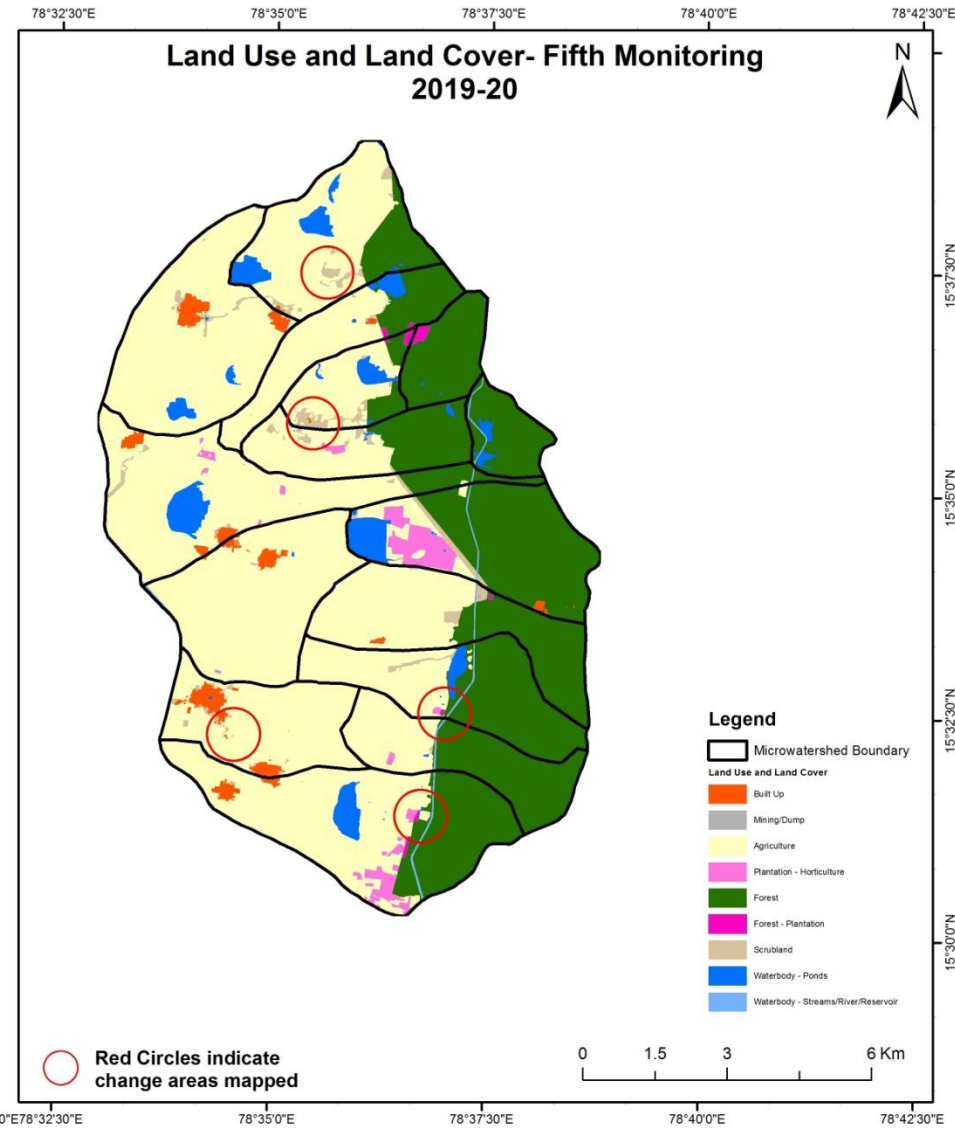 78°32'30"E 78°35'0"E 78°37'30"E 78°40'0"E 78°42'30"E
Land Use and Land Cover- Fifth Monitoring
2019-20
N
15°37'30"N
15°35'0"N
15°32'30"N
15°30'0"N
Legend
Microwatershed Boundary
Land Use and Land Cover
Built Up
Mining/Dump
Agriculture
Plantation - Horticulture
Forest
Forest - Plantation
Scrubland
Waterbody - Ponds
Waterbody - Streams/River/Reservoir
Red Circles indicate
change areas mapped
0 1.5 3 6 Km
0"E78°32'30"E 78°35'0"E 78°37'30"E 78°40'0"E 78°42'30"E